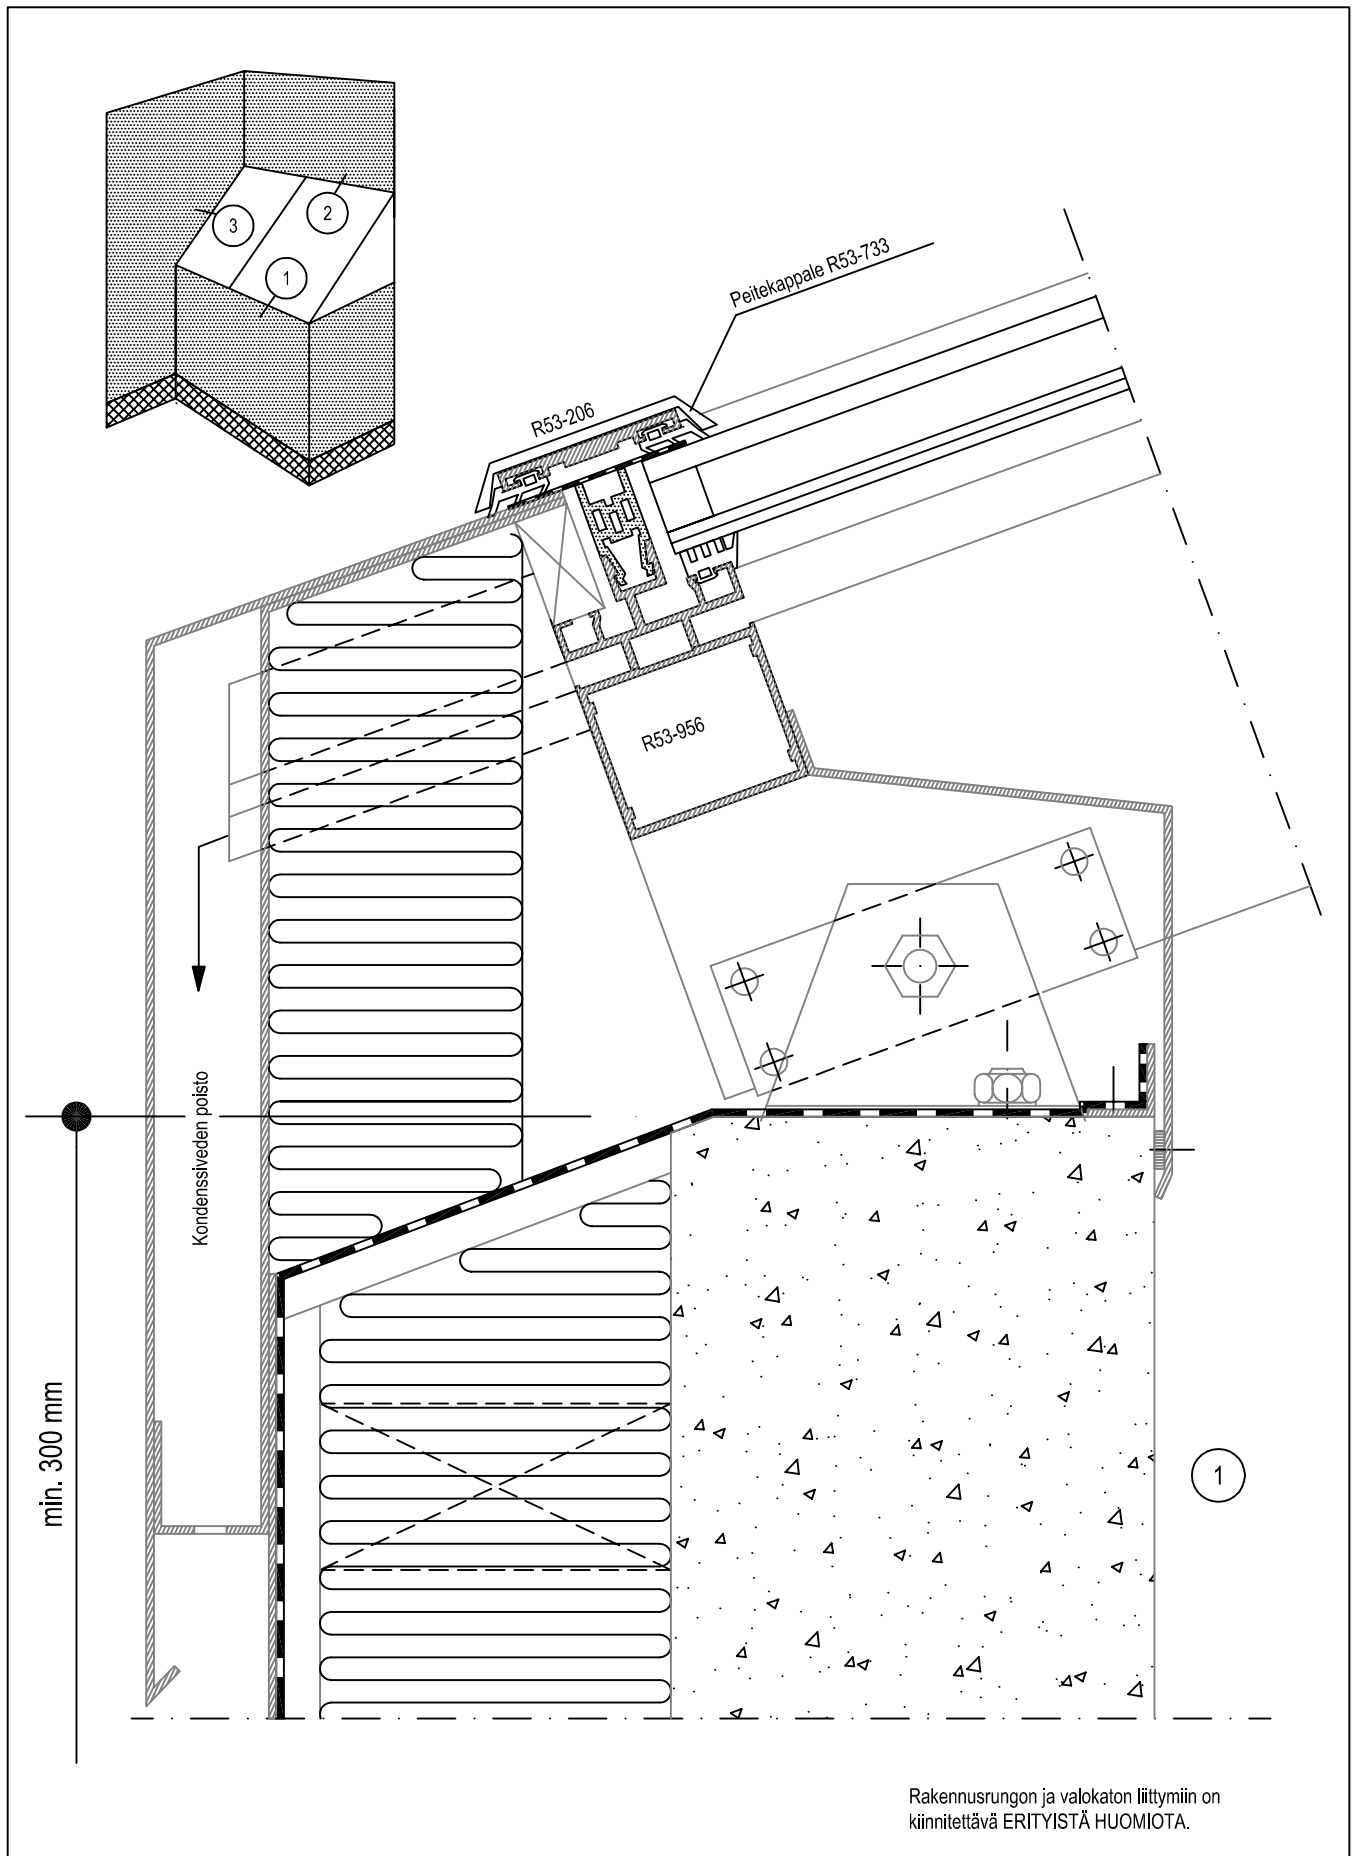 3
2
1
Peitekappale R53-733
R53-206
R53-956
Kondenssiveden poisto
min. 300 mm
1
Rakennusrungon ja valokaton liittymiin on
kiinnitettävä ERITYISTÄ HUOMIOTA.